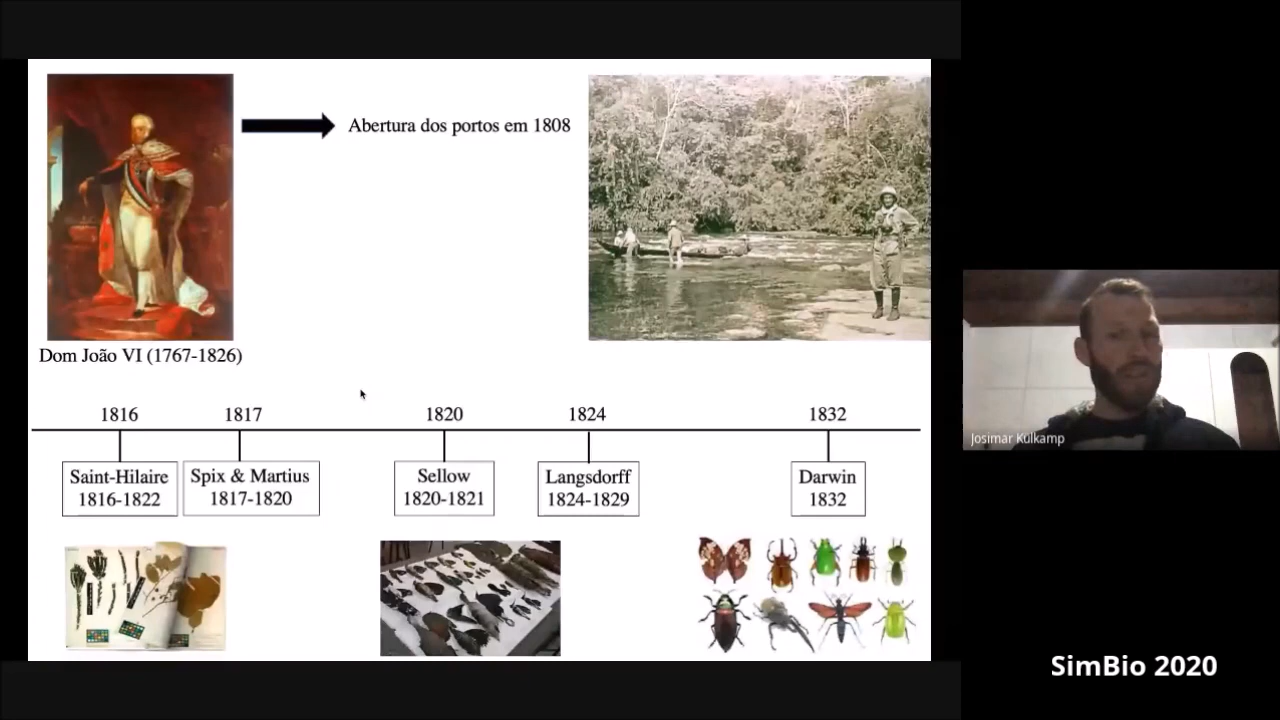 Abertura dos portos em 1808
Dom João VI (1767-1826)
1816
1817
1820
1824
1832
Saint-Hilaire
1816-1822
Spix & Martius
1817-1820
Sellow
1820-1821
Langsdorff
1824-1829
Darwin
1832
Josimar Kulkamp
SimBio 2020